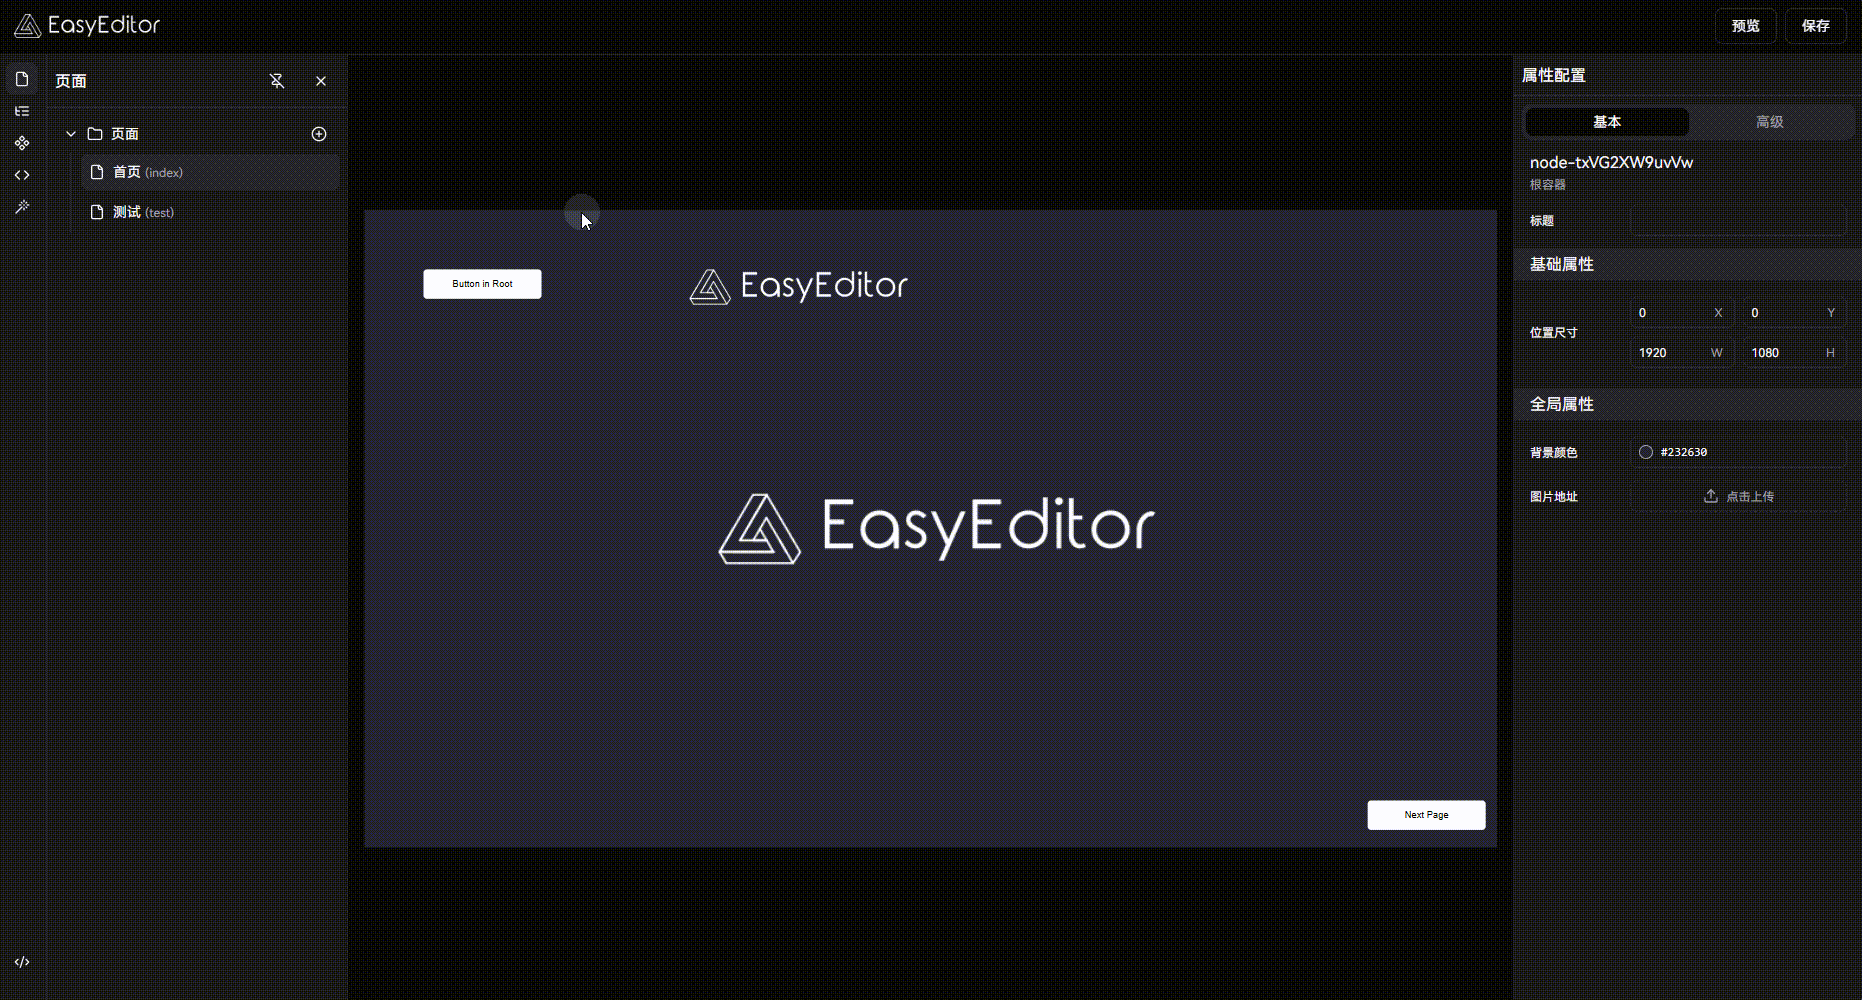 EasyEditor
预览
保存
页面
页面
首页 (index)
测试 (test)
Button in Root
EasyEditor
EasyEditor
Next Page
属性配置
基本
高级
node-txVG2XW9uvVw
根容器
标题
基础属性
位置尺寸
0 X
0 Y
1920 W
1080 H
全局属性
背景颜色
#232630
图片地址
点击上传